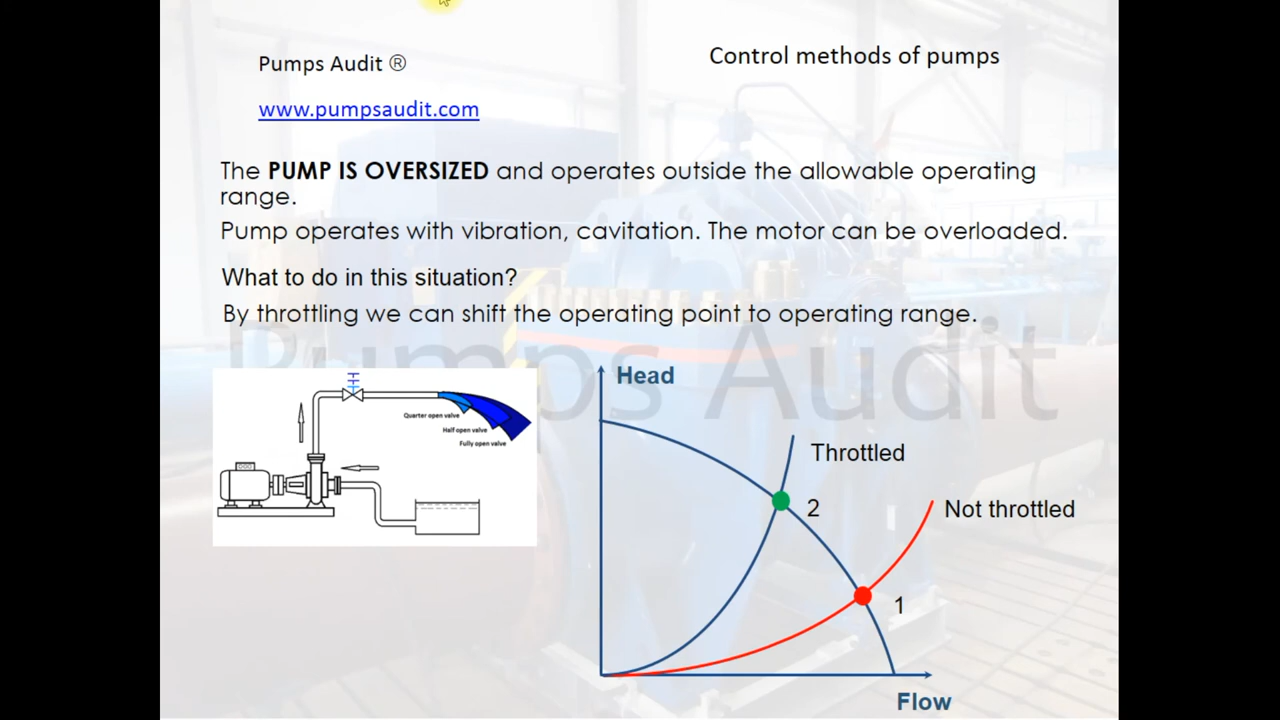 Pumps Audit ®
Control methods of pumps
www.pumpsaudit.com
The PUMP IS OVERSIZED and operates outside the allowable operating
range.
Pump operates with vibration, cavitation. The motor can be overloaded.
What to do in this situation?
By throttling we can shift the operating point to operating range.
Pumps Audit
Quarter open valve
Half open valve
Fully open valve
Head
Throttled
2
Not throttled
1
Flow